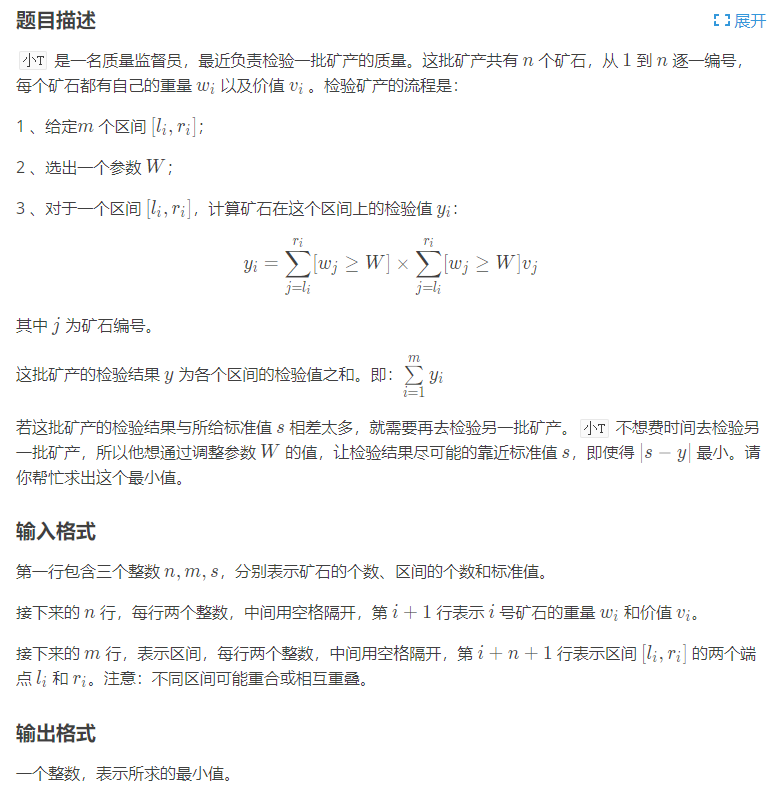 题目描述
展开
小T 是一名质量监督员，最近负责检验一批矿产的质量。这批矿产共有 n 个矿石，从 1 到 n 逐一编号，
每个矿石都有自己的重量 w_i 以及价值 v_i 。检验矿产的流程是：
1 、给定m 个区间 [l_i, r_i]；
2 、选出一个参数 W；
3 、对于一个区间 [l_i, r_i]，计算矿石在这个区间上的检验值 y_i：
y_i = \sum_{j=l_i}^{r_i}[w_j ≥ W] × \sum_{j=l_i}^{r_i}[w_j ≥ W]v_j
其中 j 为矿石编号。
这批矿产的检验结果 y 为各个区间的检验值之和。即：\sum_{i=1}^{m} y_i
若这批矿产的检验结果与所给标准值 s 相差太多，就需要再去检验另一批矿产。 小T 不想费时间去检验另
一批矿产，所以他想通过调整参数 W 的值，让检验结果尽可能的靠近标准值 s，即使得 |s − y| 最小。请
你帮忙求出这个最小值。
输入格式
第一行包含三个整数 n, m, s，分别表示矿石的个数、区间的个数和标准值。
接下来的 n 行，每行两个整数，中间用空格隔开，第 i + 1 行表示 i 号矿石的重量 w_i 和价值 v_i。
接下来的 m 行，表示区间，每行两个整数，中间用空格隔开，第 i + n + 1 行表示区间 [l_i, r_i] 的两个端
点 l_i 和 r_i。注意：不同区间可能重合或相互重叠。
输出格式
一个整数，表示所求的最小值。